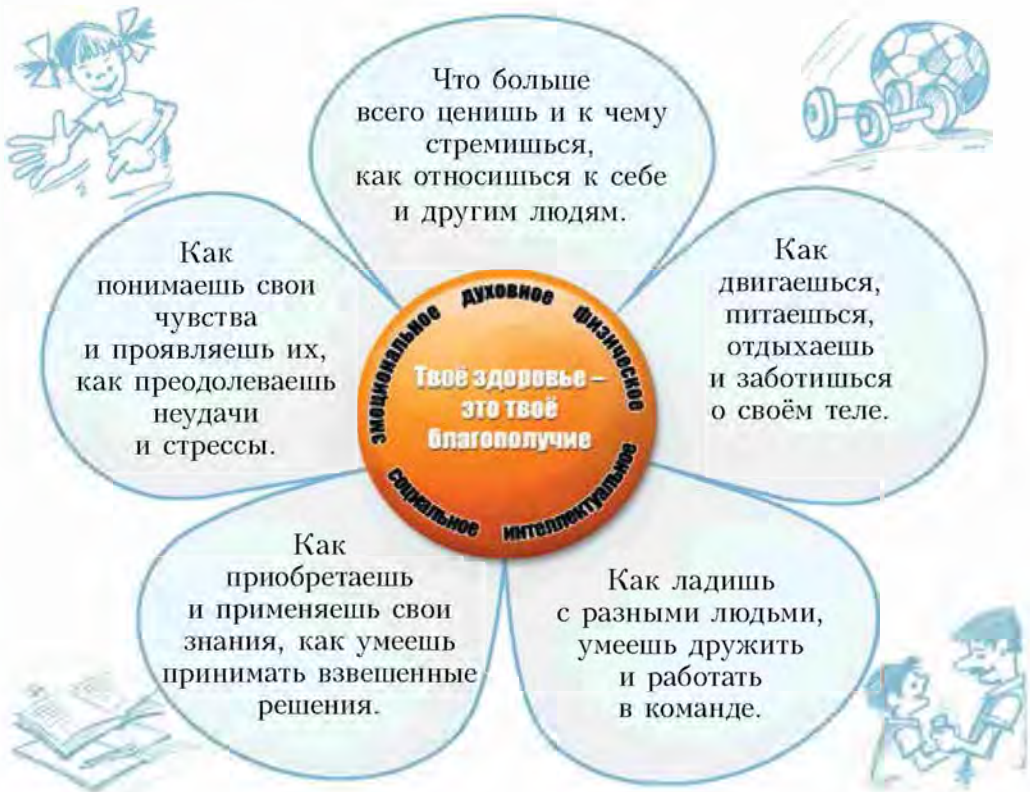 Что больше
всего ценишь и к чему
стремишься,
как относишься к себе
и другим людям.
Как
понимаешь свои
чувства
и проявляешь их,
как преодолеваешь
неудачи
и стрессы.
Как
двигаешься,
питаешься,
отдыхаешь
и заботишься
о своём теле.
эмоциональное
духовное
физическое
Твоё здоровье –
это твоё
благополучие
социальное
интеллектуальное
Как
приобретаешь
и применяешь свои
знания, как умеешь
принимать взвешенные
решения.
Как ладишь
с разными людьми,
умеешь дружить
и работать
в команде.